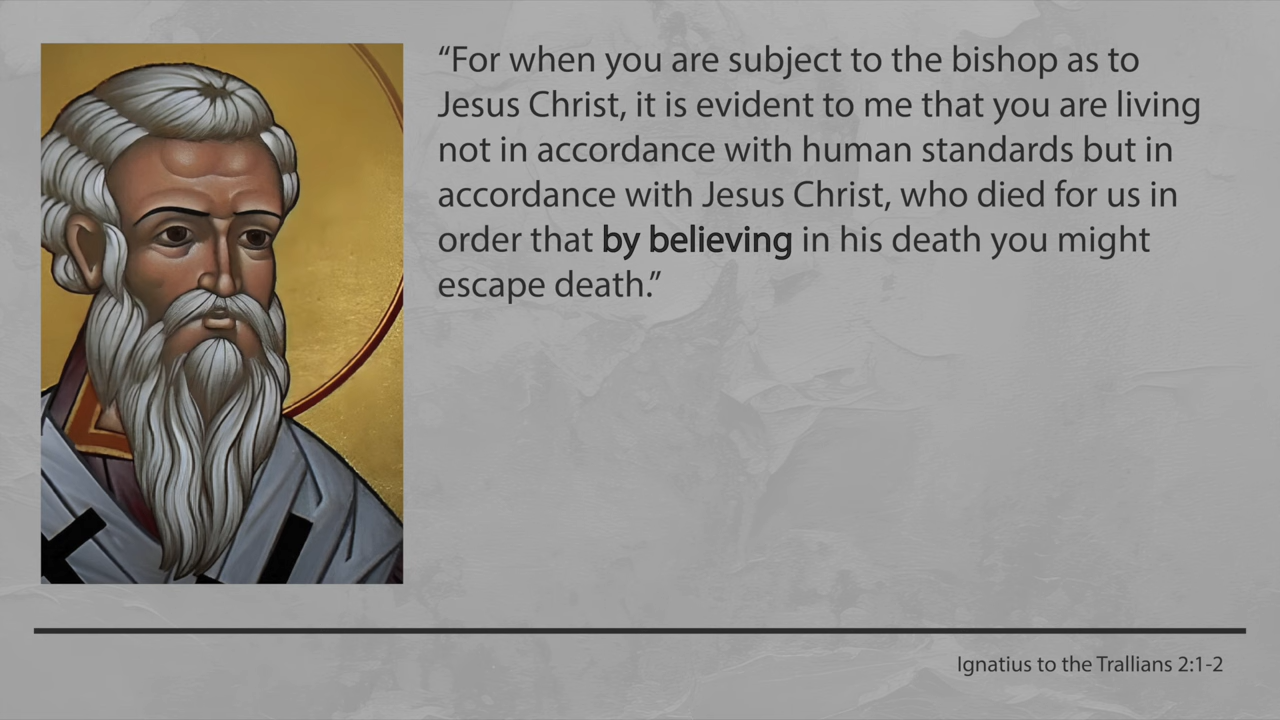 “For when you are subject to the bishop as to
Jesus Christ, it is evident to me that you are living
not in accordance with human standards but in
accordance with Jesus Christ, who died for us in
order that by believing in his death you might
escape death.”
Ignatius to the Trallians 2:1-2